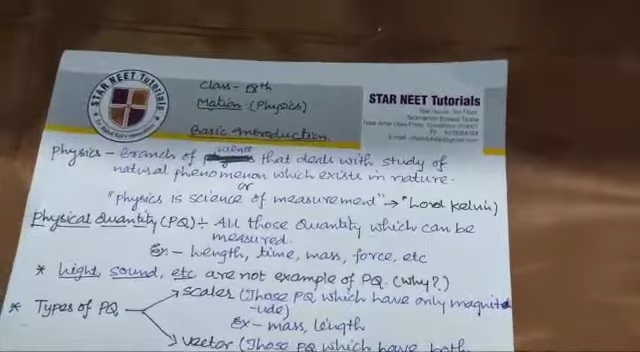 STAR NEET Tutorials
Class- 9th
Motion (Physics)
Basic Introduction
STAR NEET Tutorials
Physics - Branch of science that deals with study of
natural phenomenon which exists in nature.
or
"Physics is science of measurement" → "Lord Kelvin)
Physical Quantity (PQ) ÷ All those Quantity which can be
measured.
Ex - Length, time, mass, force, etc
* Light, sound, etc are not example of PQ. (Why?)
* Types of PQ
→ scaler (Those PQ which have only magnit
-ude)
Ex - mass, length
→ vector (Those PQ which have both